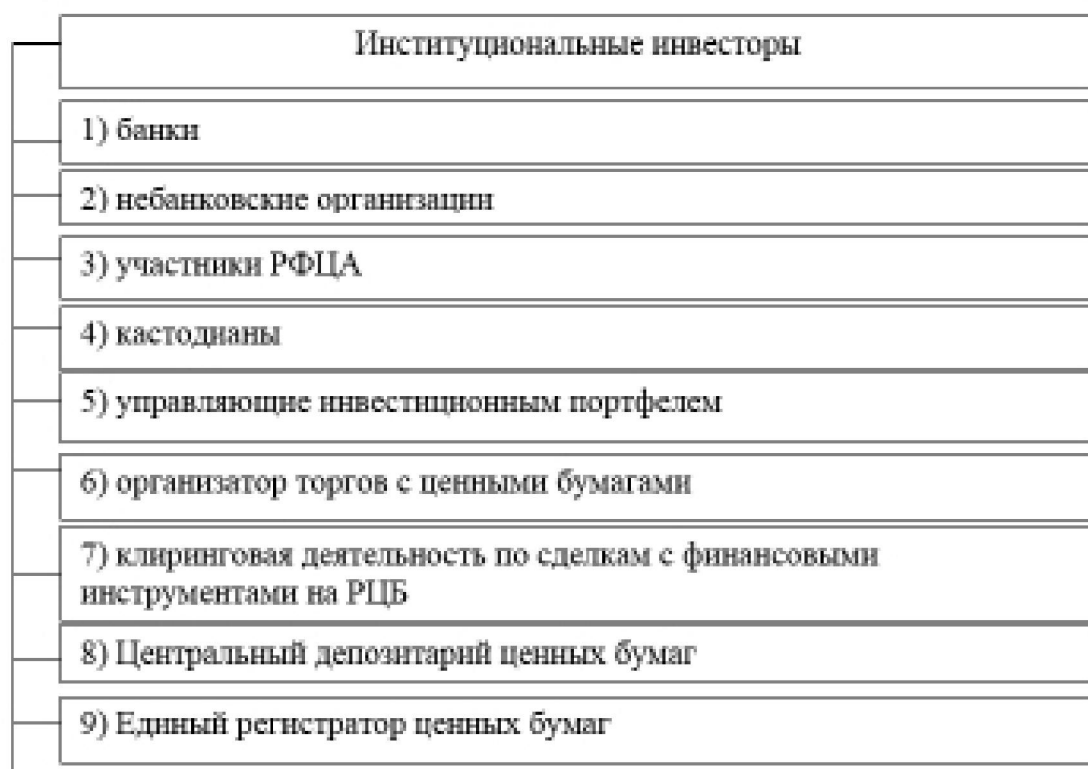 Институциональные инвесторы
1) банки
2) небанковские организации
3) участники РФЦА
4) кастодианы
5) управляющие инвестиционным портфелем
6) организатор торгов с ценными бумагами
7) клиринговая деятельность по сделкам с финансовыми
инструментами на РЦБ
8) Центральный депозитарий ценных бумаг
9) Единый регистратор ценных бумаг